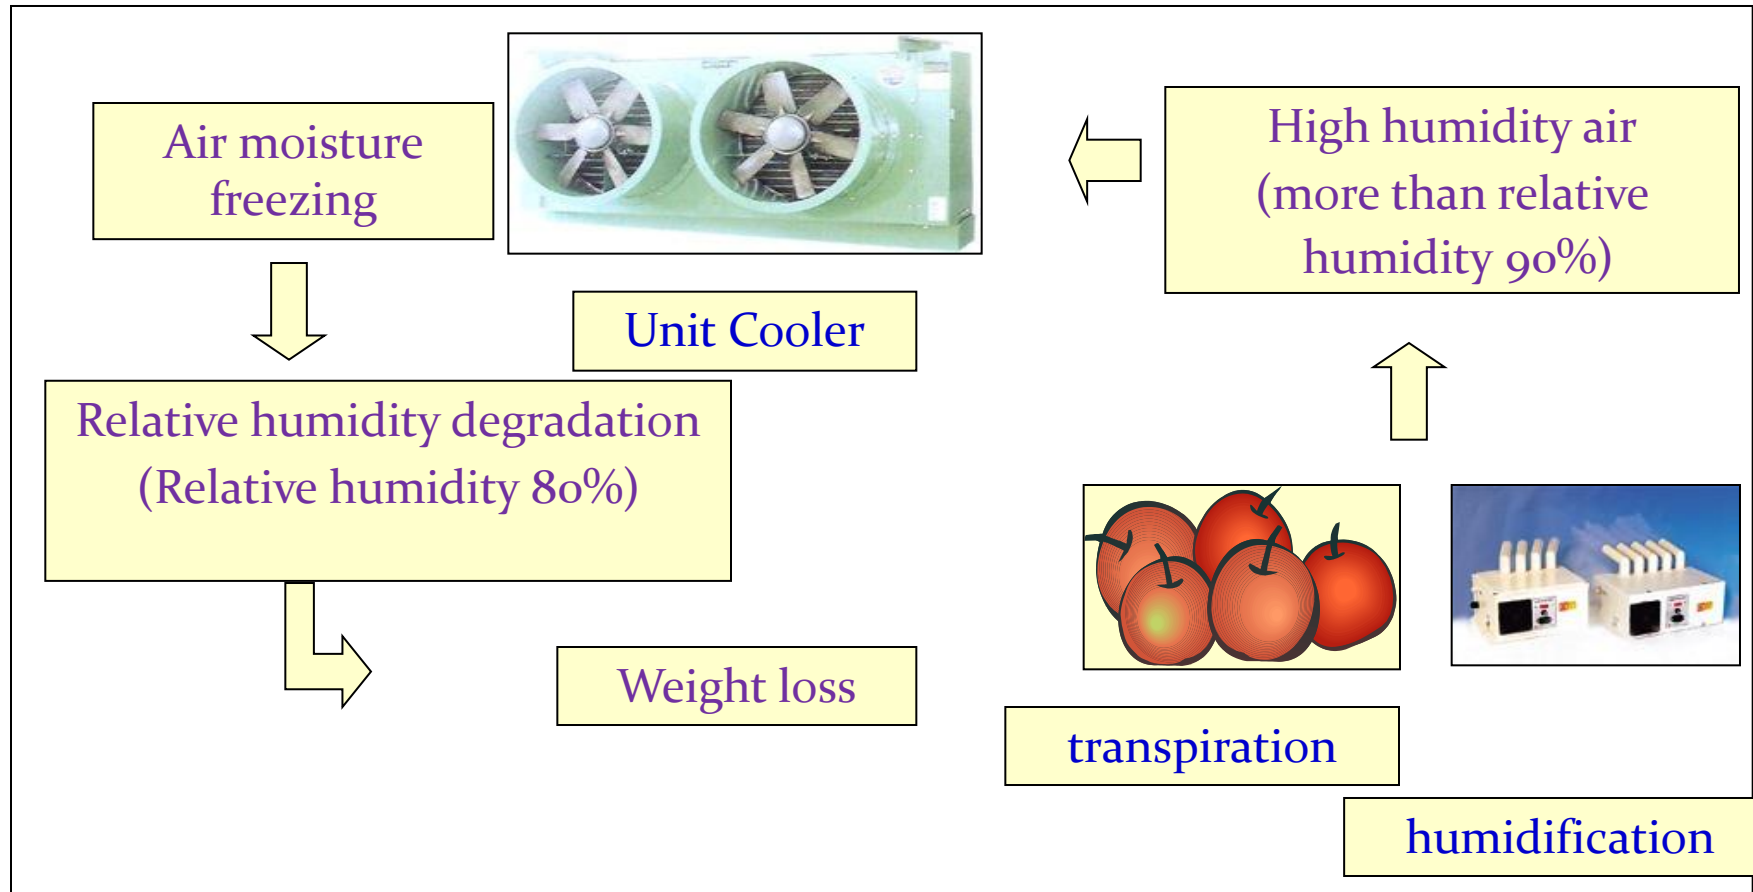 Air moisture
freezing
High humidity air
(more than relative
humidity 90%)
Unit Cooler
Relative humidity degradation
(Relative humidity 80%)
Weight loss
transpiration
humidification